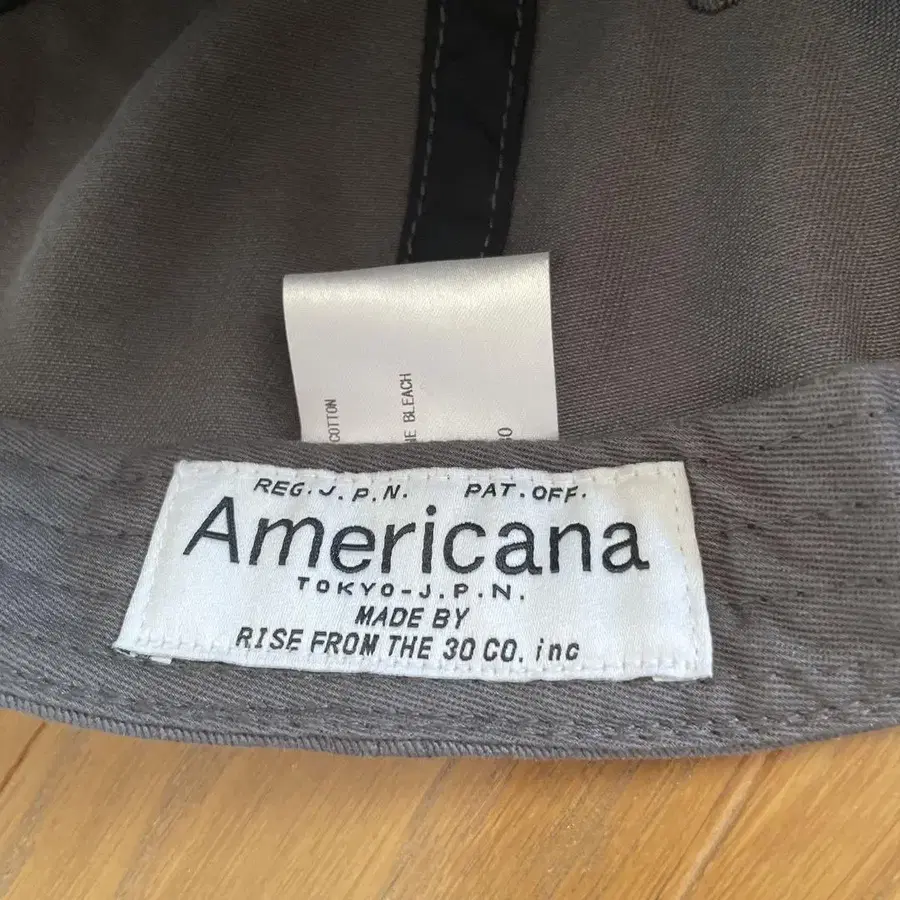 COTTON
BLEACH
REG. J.P.N. PAT. OFF.
Americana
TOKYO-J.P.N.
MADE BY
RISE FROM THE 30 CO. inc